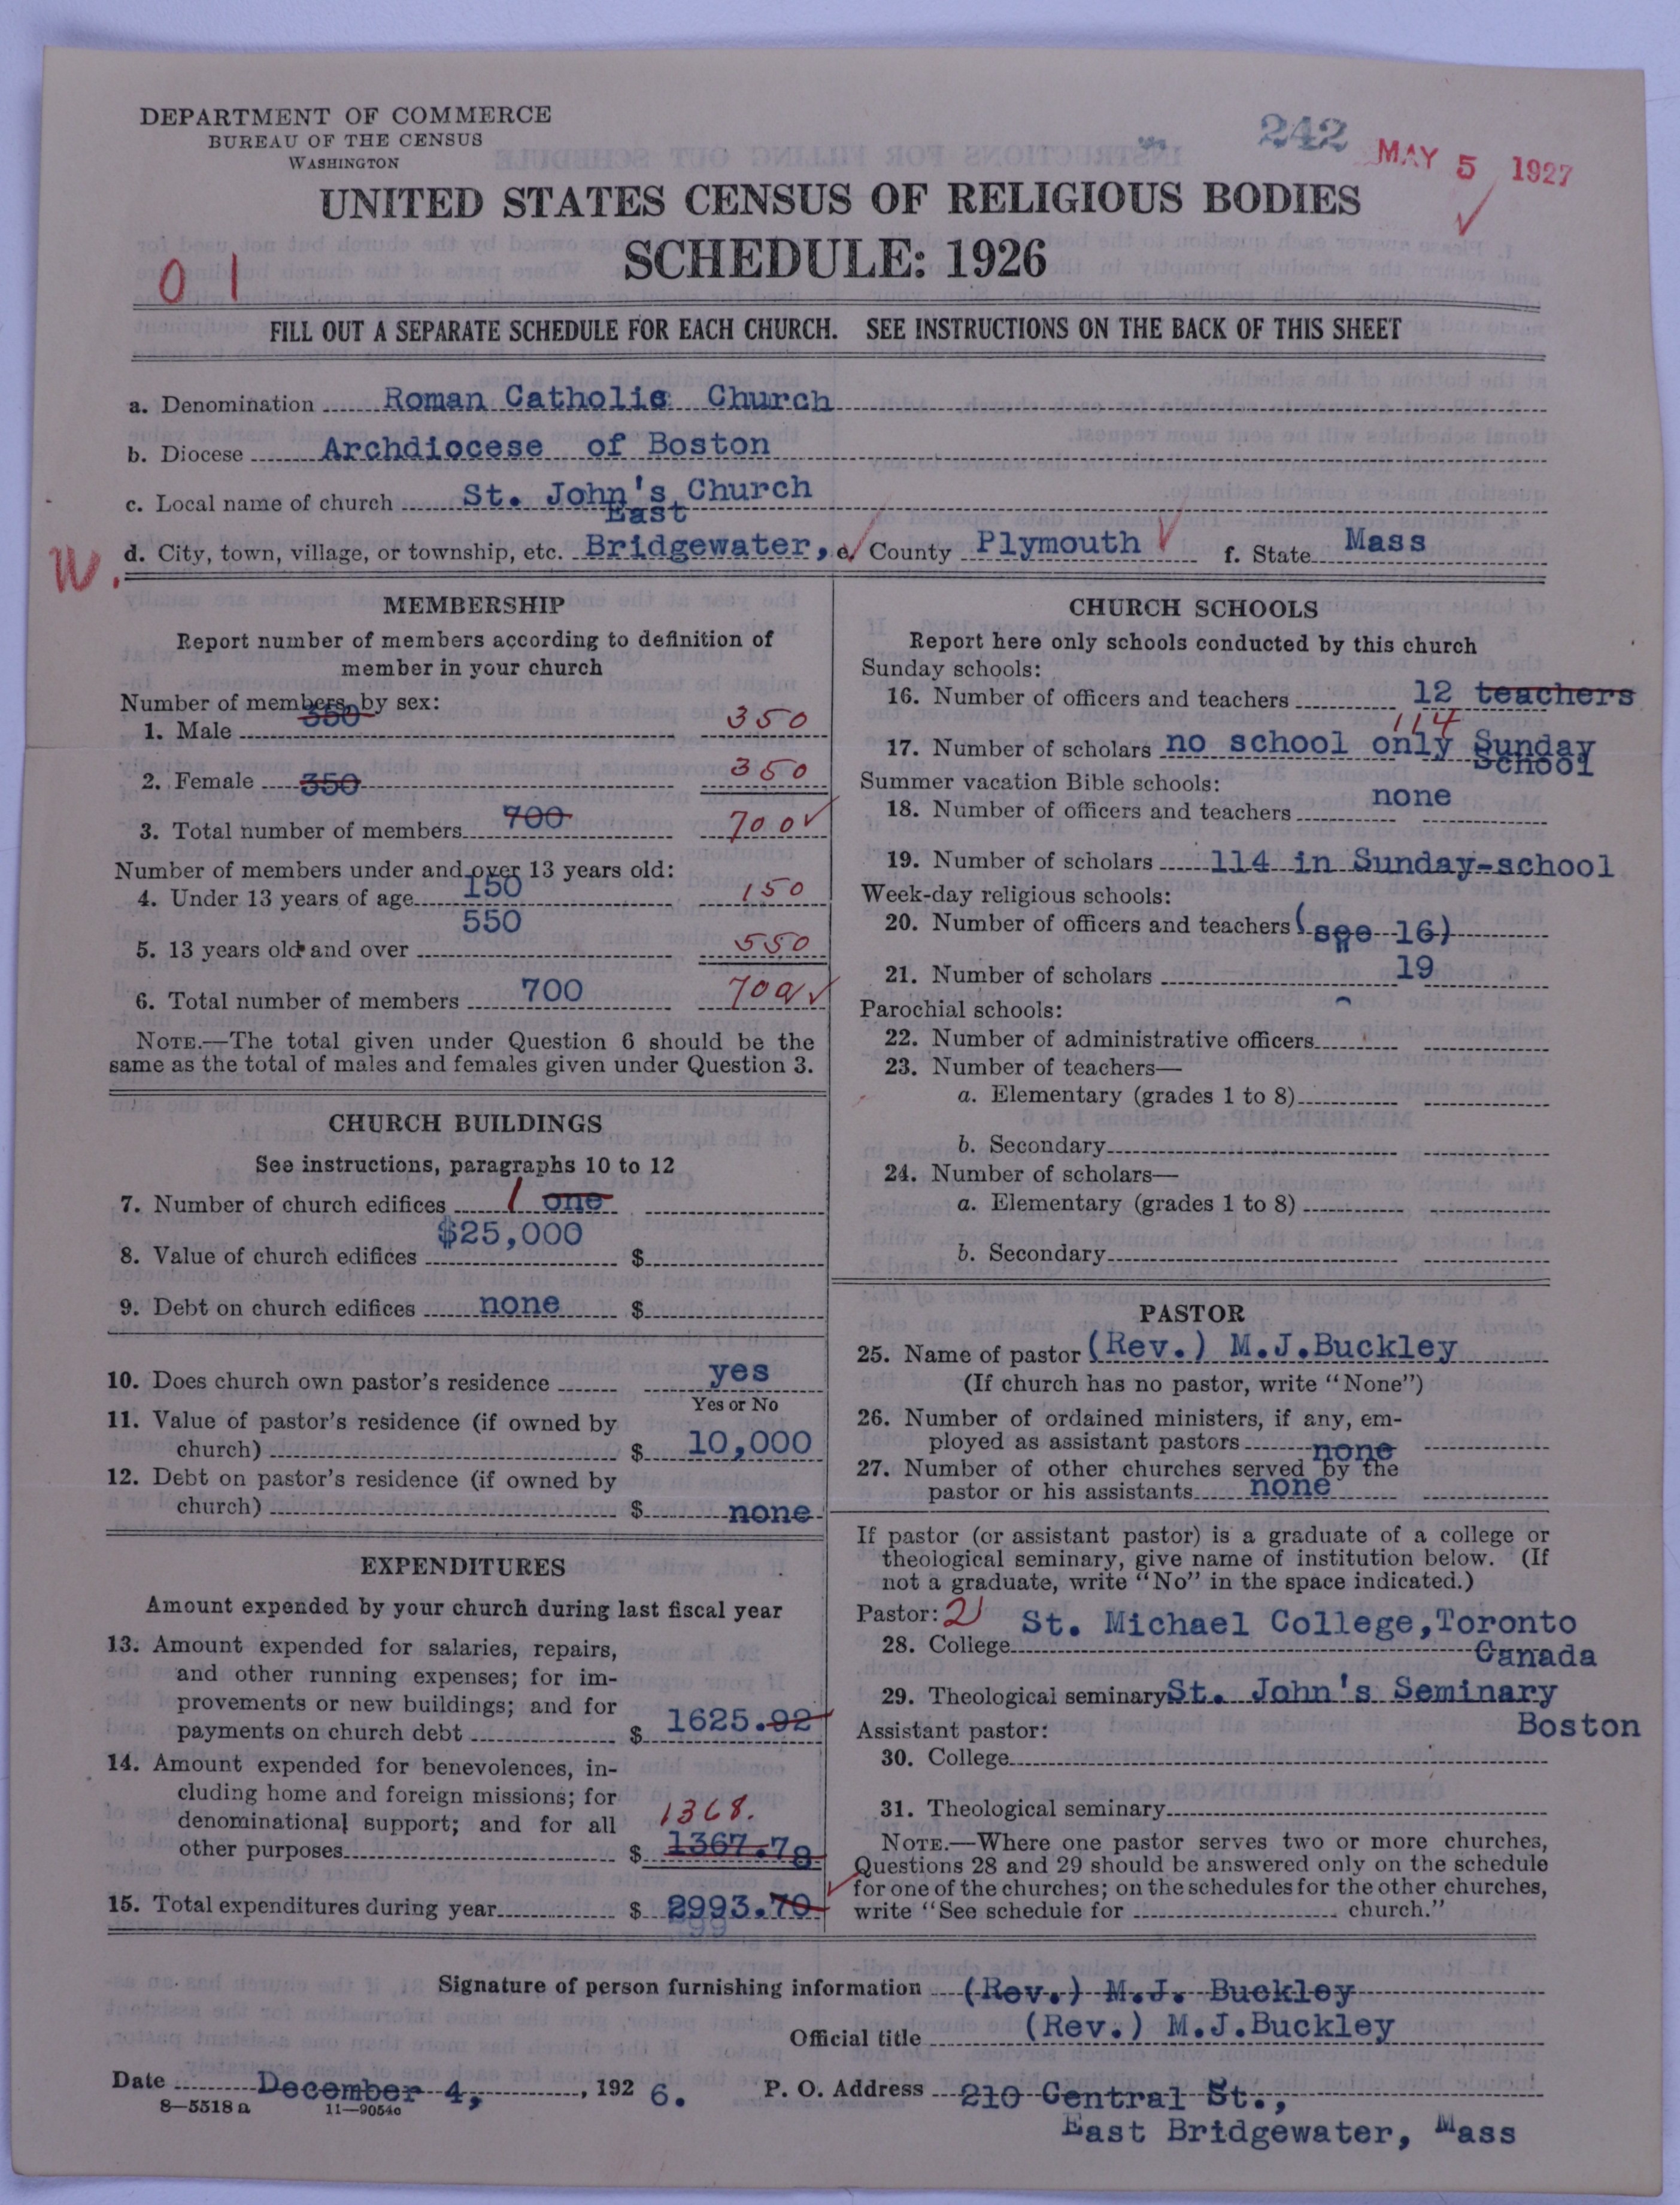 DEPARTMENT OF COMMERCE
BUREAU OF THE CENSUS
WASHINGTON
242
MAY 5 1927
UNITED STATES CENSUS OF RELIGIOUS BODIES
SCHEDULE: 1926
0 1
FILL OUT A SEPARATE SCHEDULE FOR EACH CHURCH. SEE INSTRUCTIONS ON THE BACK OF THIS SHEET
a. Denomination Roman Catholic Church
b. Diocese Archdiocese of Boston
c. Local name of church St. John's Church
East
W. d. City, town, village, or township, etc. Bridgewater, e. County Plymouth f. State Mass
MEMBERSHIP
Report number of members according to definition of
member in your church
Number of members, by sex:
1. Male 350 350
2. Female 350 350
3. Total number of members 700 700
Number of members under and over 13 years old:
4. Under 13 years of age 150 150
5. 13 years old and over 550 550
6. Total number of members 700 700
NOTE.—The total given under Question 6 should be the
same as the total of males and females given under Question 3.
CHURCH BUILDINGS
See instructions, paragraphs 10 to 12
7. Number of church edifices 1 one
8. Value of church edifices $25,000 $
9. Debt on church edifices none $
10. Does church own pastor's residence yes
Yes or No
11. Value of pastor's residence (if owned by
church) $ 10,000
12. Debt on pastor's residence (if owned by
church) $ none
EXPENDITURES
Amount expended by your church during last fiscal year
13. Amount expended for salaries, repairs,
and other running expenses; for im-
provements or new buildings; and for
payments on church debt $ 1625.92
14. Amount expended for benevolences, in-
cluding home and foreign missions; for
denominational support; and for all
1368.
other purposes $ 1367.78
15. Total expenditures during year $ 2993.70
CHURCH SCHOOLS
Report here only schools conducted by this church
Sunday schools:
16. Number of officers and teachers 12 teachers
114
17. Number of scholars no school only Sunday
School
Summer vacation Bible schools:
18. Number of officers and teachers none
19. Number of scholars 114 in Sunday-school
Week-day religious schools:
20. Number of officers and teachers (see 16)
21. Number of scholars 19
Parochial schools:
22. Number of administrative officers
23. Number of teachers—
a. Elementary (grades 1 to 8)
b. Secondary
24. Number of scholars—
a. Elementary (grades 1 to 8)
b. Secondary
PASTOR
25. Name of pastor (Rev.) M.J.Buckley
(If church has no pastor, write "None")
26. Number of ordained ministers, if any, em-
ployed as assistant pastors none
27. Number of other churches served by the
pastor or his assistants none
If pastor (or assistant pastor) is a graduate of a college or
theological seminary, give name of institution below. (If
not a graduate, write "No" in the space indicated.)
Pastor: 2
28. College St. Michael College,Toronto
Canada
29. Theological seminary St. John's Seminary
Boston
Assistant pastor:
30. College
31. Theological seminary
NOTE.—Where one pastor serves two or more churches,
Questions 28 and 29 should be answered only on the schedule
for one of the churches; on the schedules for the other churches,
write "See schedule for church."
Signature of person furnishing information (Rev.) M.J. Buckley
Official title (Rev.) M.J.Buckley
Date December 4, , 192 6. P. O. Address 210 Central St.,
8—5518 a 11—9054c
East Bridgewater, Mass